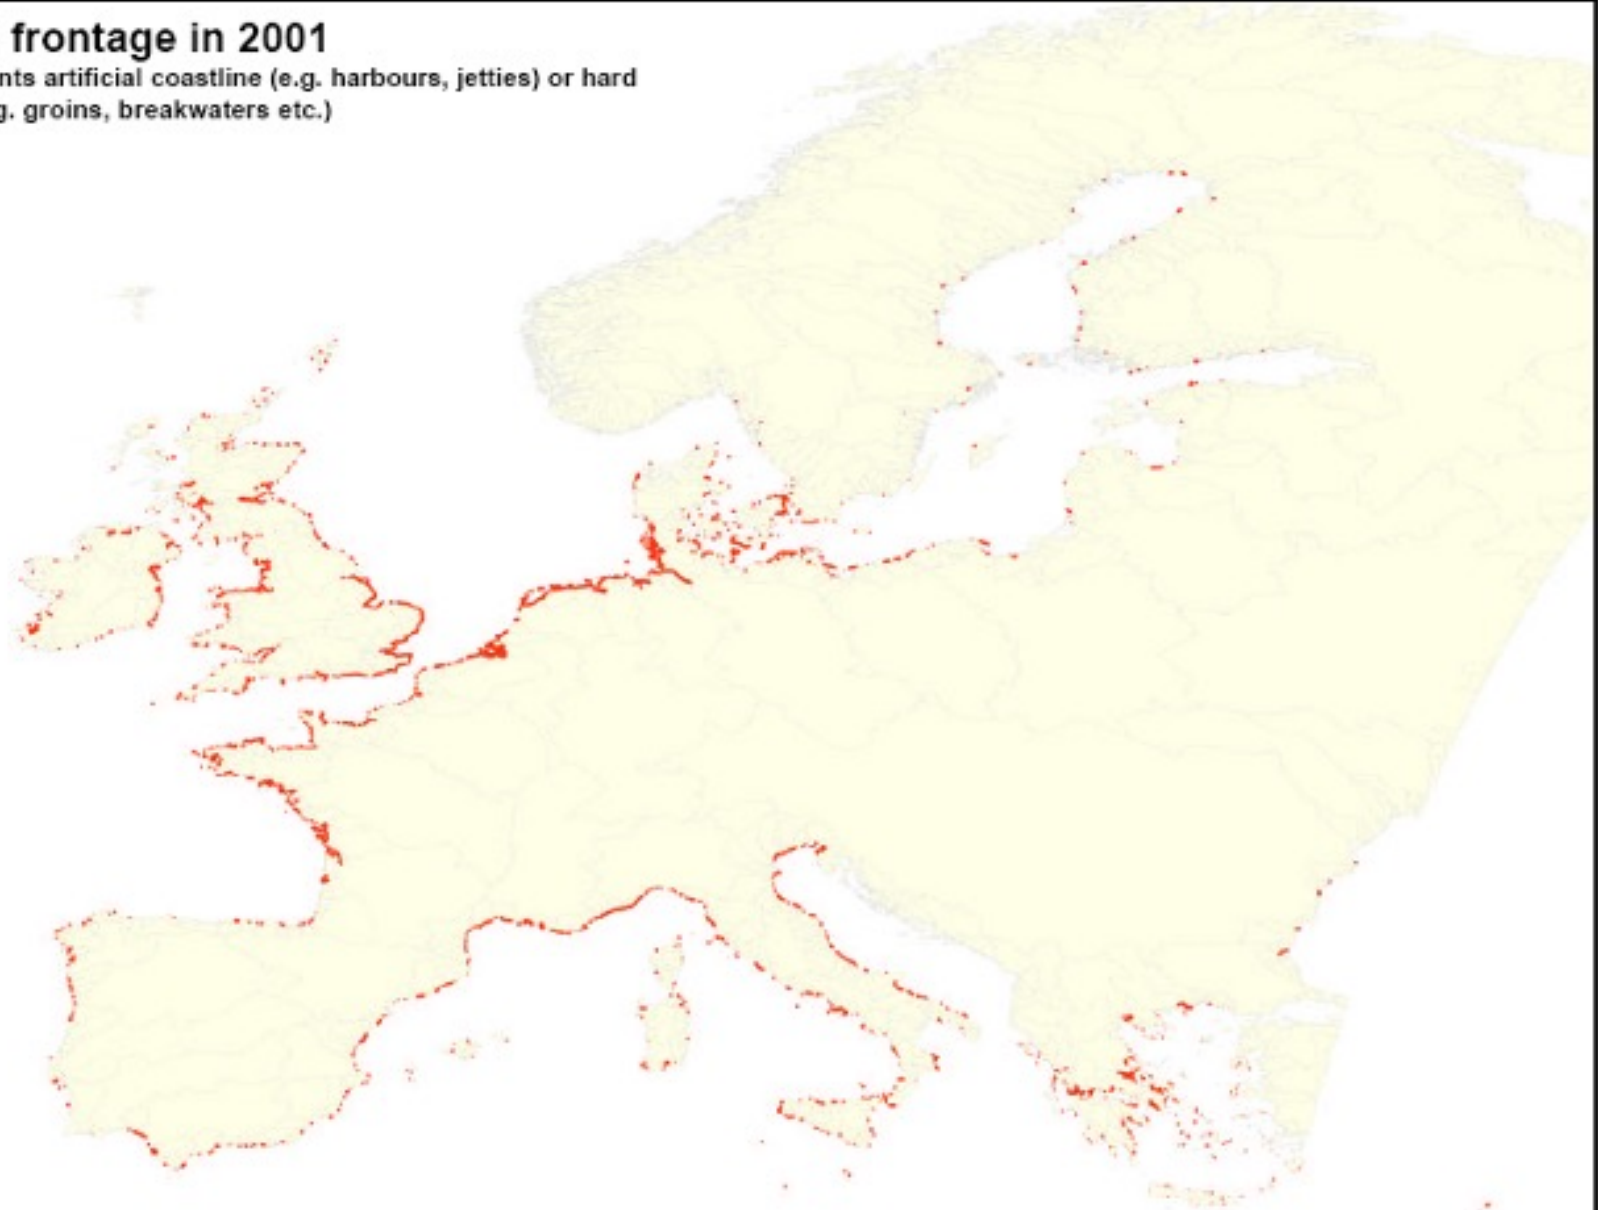 frontage in 2001
nts artificial coastline (e.g. harbours, jetties) or hard
g. groins, breakwaters etc.)